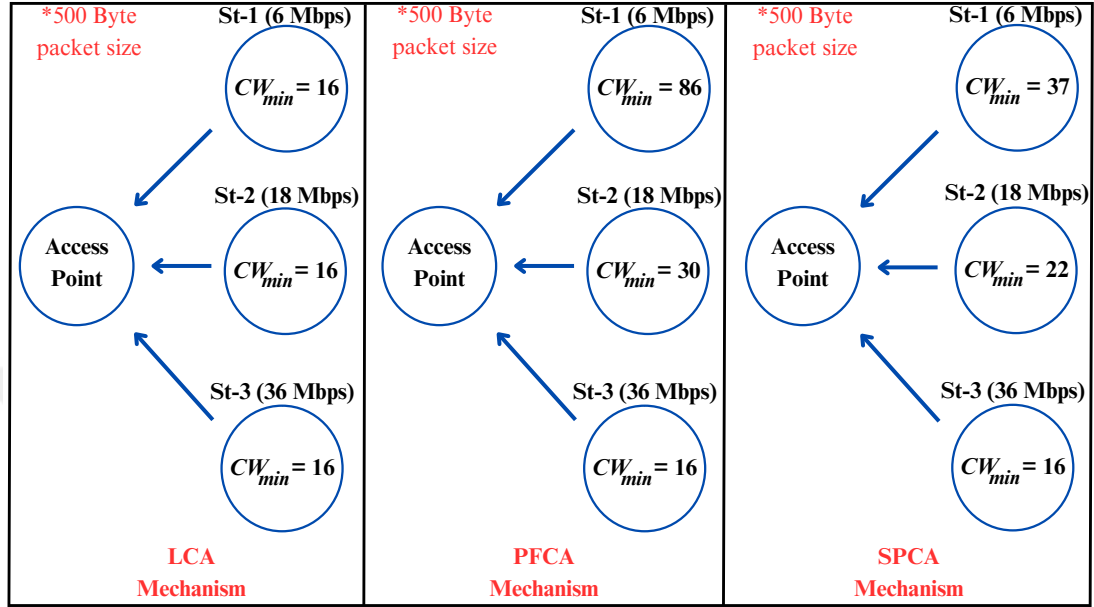 *500 Byte
packet size
St-1 (6 Mbps)
CWmin = 16
St-2 (18 Mbps)
Access
Point
CWmin = 16
St-3 (36 Mbps)
CWmin = 16
LCA
Mechanism
*500 Byte
packet size
St-1 (6 Mbps)
CWmin = 86
St-2 (18 Mbps)
Access
Point
CWmin = 30
St-3 (36 Mbps)
CWmin = 16
PFCA
Mechanism
*500 Byte
packet size
St-1 (6 Mbps)
CWmin = 37
St-2 (18 Mbps)
Access
Point
CWmin = 22
St-3 (36 Mbps)
CWmin = 16
SPCA
Mechanism